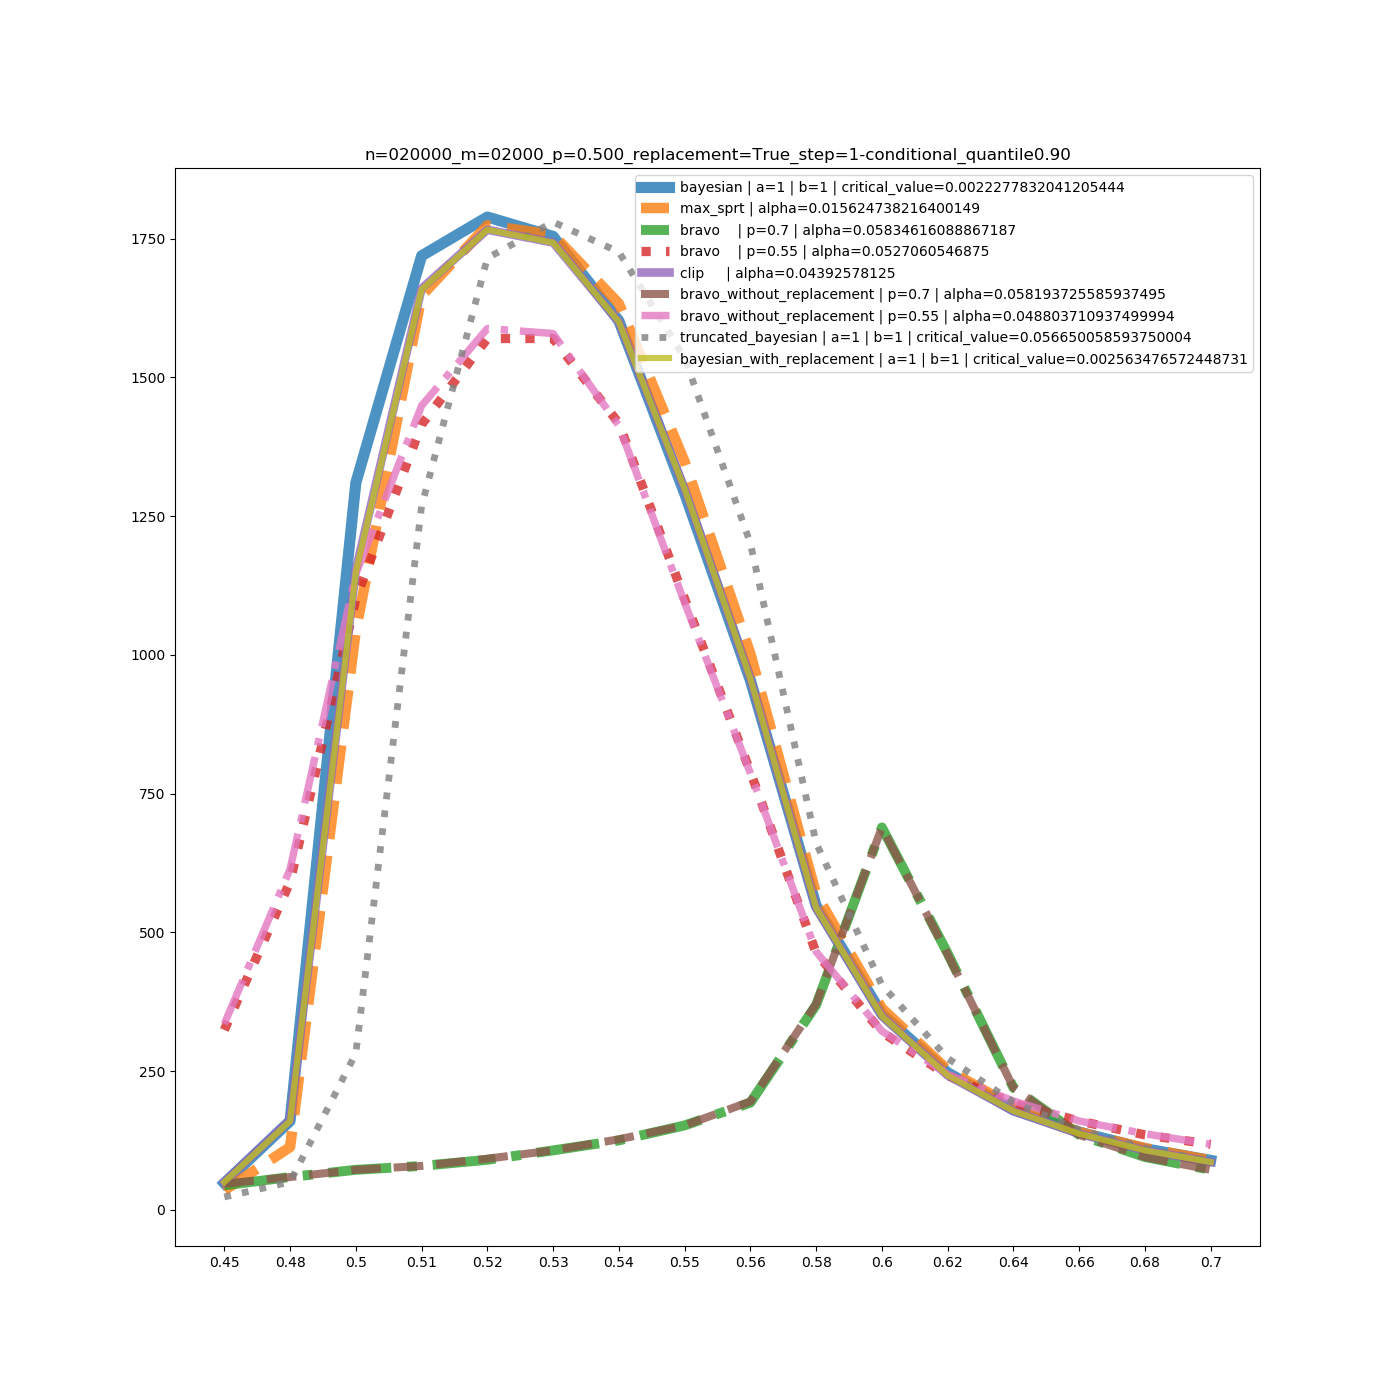 n=020000_m=02000_p=0.500_replacement=True_step=1-conditional_quantile0.90
bayesian | a=1 | b=1 | critical_value=0.0022277832041205444
max_sprt | alpha=0.015624738216400149
bravo    | p=0.7 | alpha=0.05834616088867187
bravo    | p=0.55 | alpha=0.0527060546875
clip     | alpha=0.04392578125
bravo_without_replacement | p=0.7 | alpha=0.058193725585937495
bravo_without_replacement | p=0.55 | alpha=0.048803710937499994
truncated_bayesian | a=1 | b=1 | critical_value=0.056650058593750004
bayesian_with_replacement | a=1 | b=1 | critical_value=0.002563476572448731
1750
1500
1250
1000
750
500
250
0
0.45 0.48 0.5 0.51 0.52 0.53 0.54 0.55 0.56 0.58 0.6 0.62 0.64 0.66 0.68 0.7